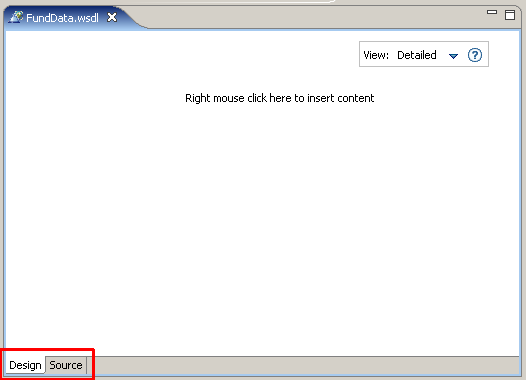 FundData.wsdl
View: Detailed
Right mouse click here to insert content
Design Source